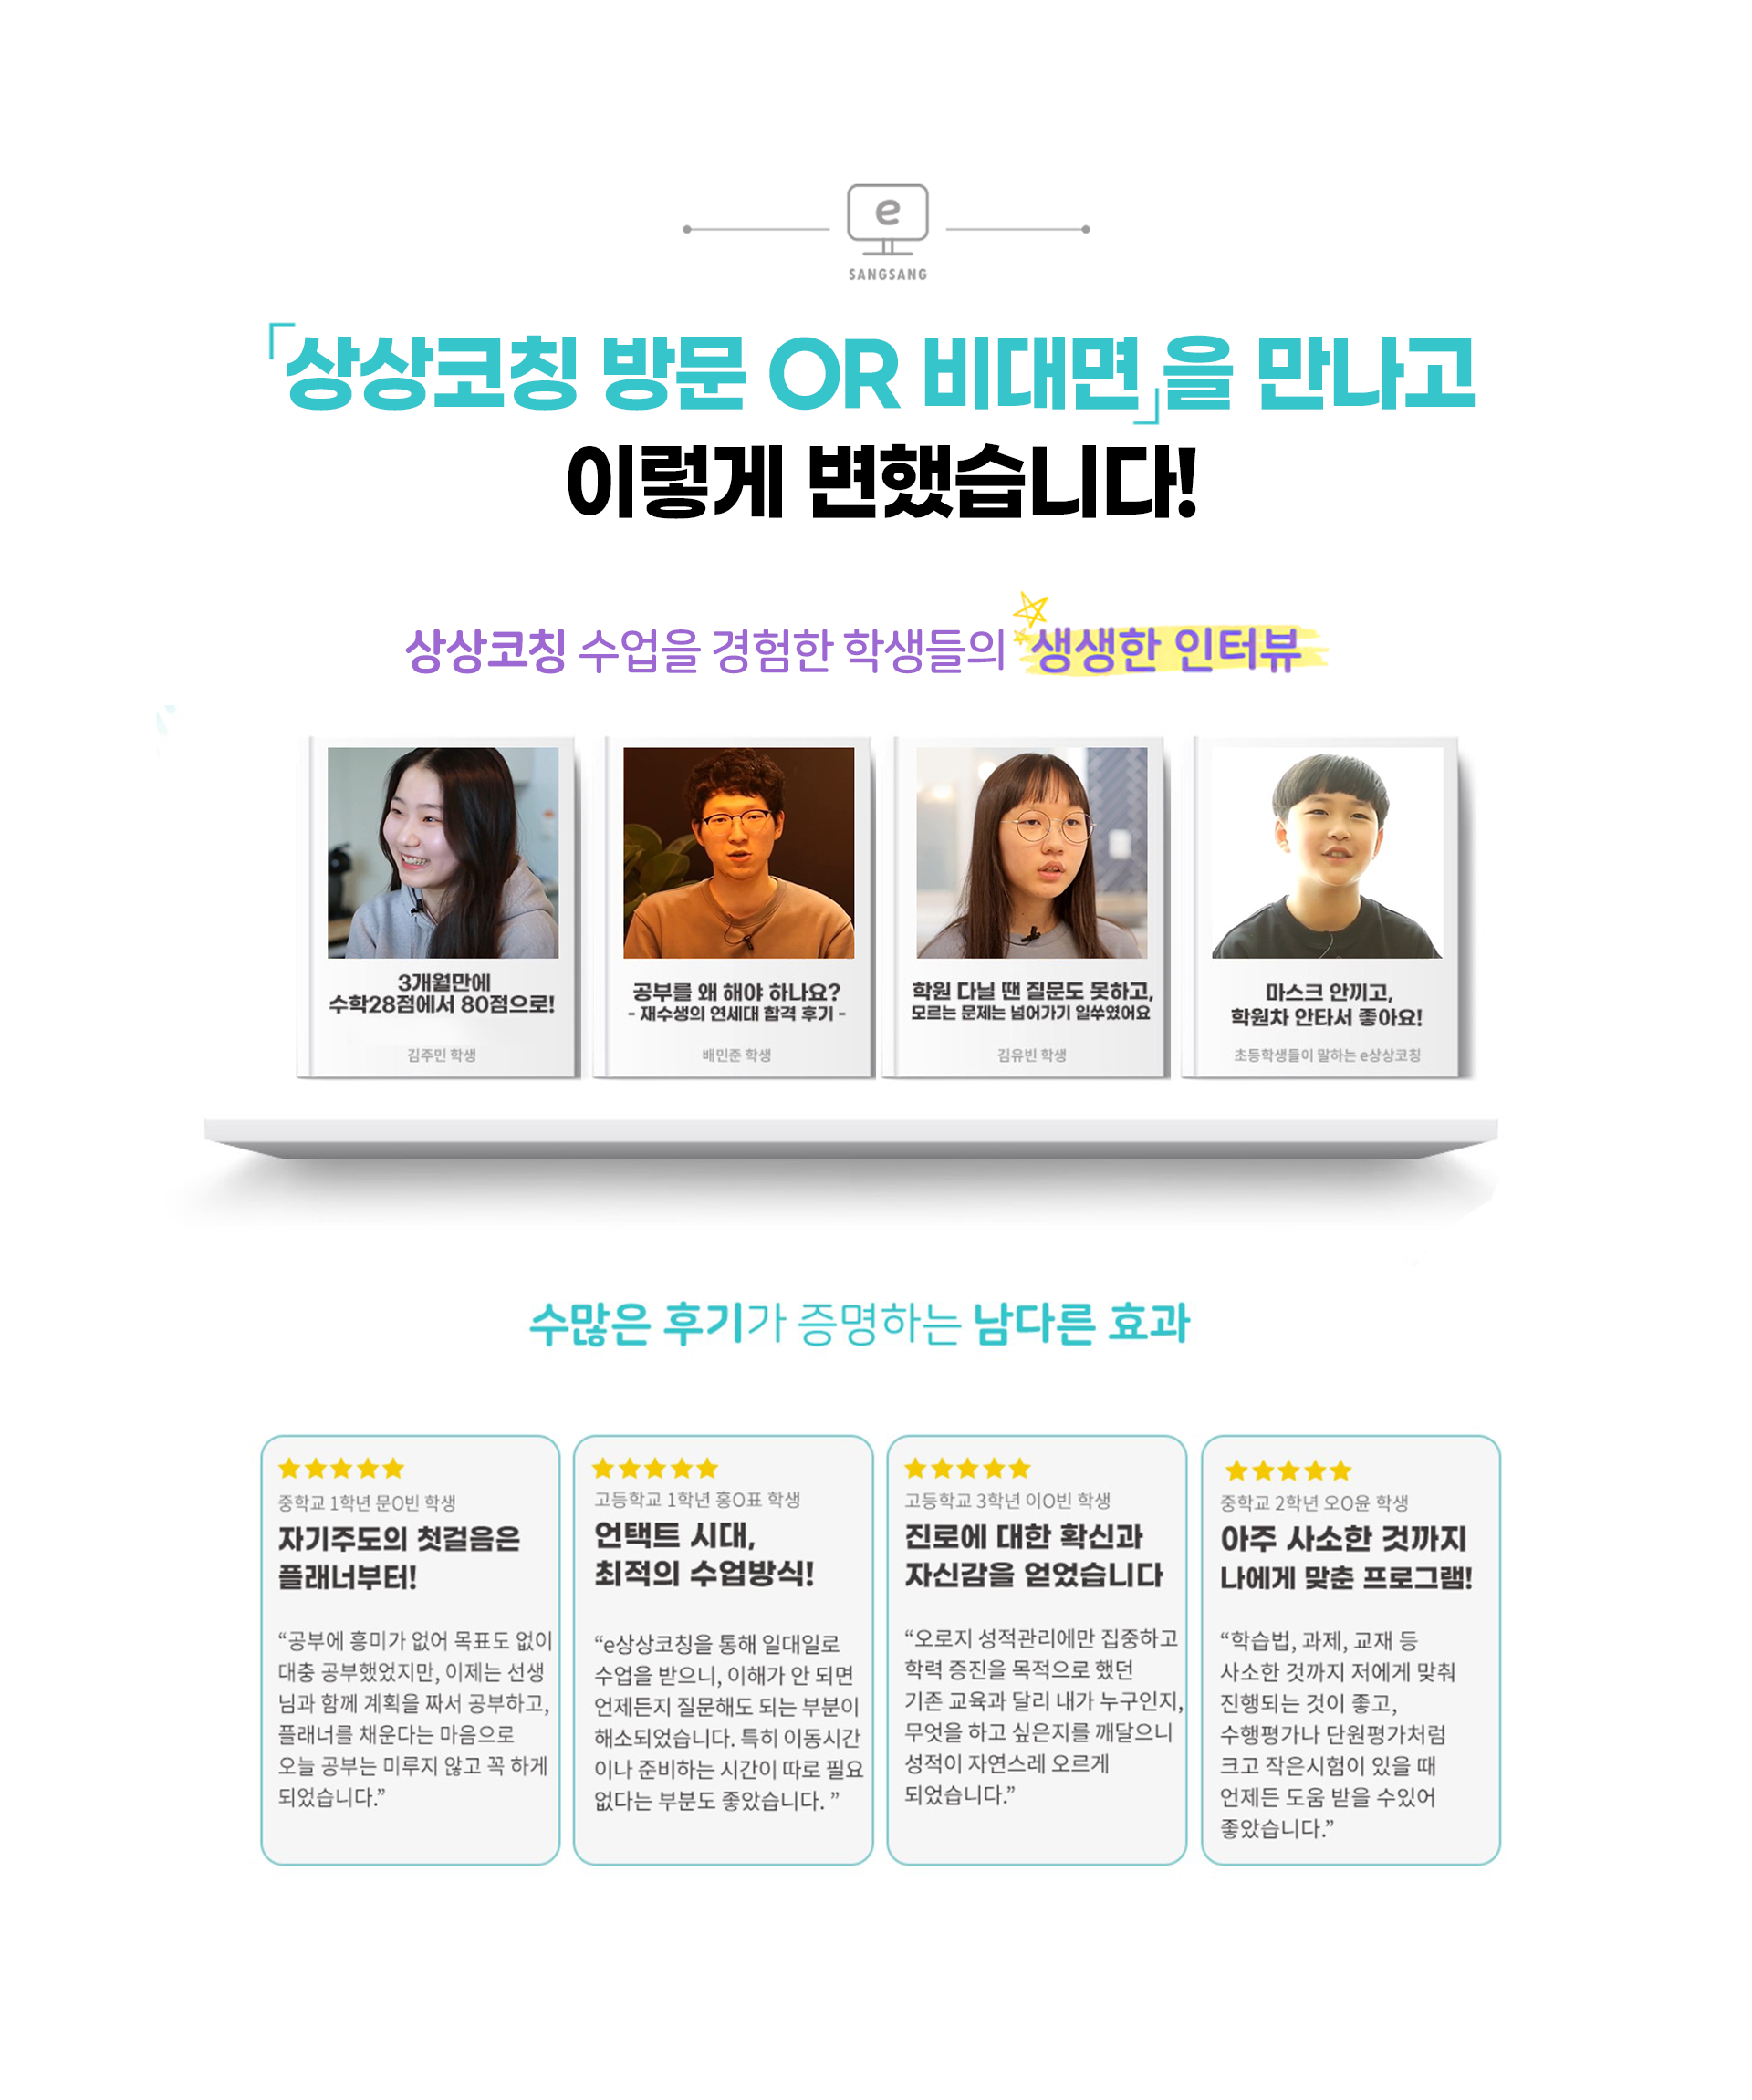 e
SANGSANG
「상상코칭 방문 OR 비대면」을 만나고
이렇게 변했습니다!
상상코칭 수업을 경험한 학생들의 생생한 인터뷰
3개월만에
수학28점에서 80점으로!
김주민 학생
공부를 왜 해야 하나요?
- 재수생의 연세대 합격 후기 -
배민준 학생
학원 다닐 땐 질문도 못하고,
모르는 문제는 넘어가기 일쑤였어요
김유빈 학생
마스크 안끼고,
학원차 안타서 좋아요!
초등학생들이 말하는 e상상코칭
수많은 후기가 증명하는 남다른 효과
중학교 1학년 문O빈 학생
자기주도의 첫걸음은
플래너부터!
“공부에 흥미가 없어 목표도 없이
대충 공부했었지만, 이제는 선생
님과 함께 계획을 짜서 공부하고,
플래너를 채운다는 마음으로
오늘 공부는 미루지 않고 꼭 하게
되었습니다.”
고등학교 1학년 홍O표 학생
언택트 시대,
최적의 수업방식!
“e상상코칭을 통해 일대일로
수업을 받으니, 이해가 안 되면
언제든지 질문해도 되는 부분이
해소되었습니다. 특히 이동시간
이나 준비하는 시간이 따로 필요
없다는 부분도 좋았습니다. ”
고등학교 3학년 이O빈 학생
진로에 대한 확신과
자신감을 얻었습니다
“오로지 성적관리에만 집중하고
학력 증진을 목적으로 했던
기존 교육과 달리 내가 누구인지,
무엇을 하고 싶은지를 깨달으니
성적이 자연스레 오르게
되었습니다.”
중학교 2학년 오O윤 학생
아주 사소한 것까지
나에게 맞춘 프로그램!
“학습법, 과제, 교재 등
사소한 것까지 저에게 맞춰
진행되는 것이 좋고,
수행평가나 단원평가처럼
크고 작은시험이 있을 때
언제든 도움 받을 수있어
좋았습니다.”